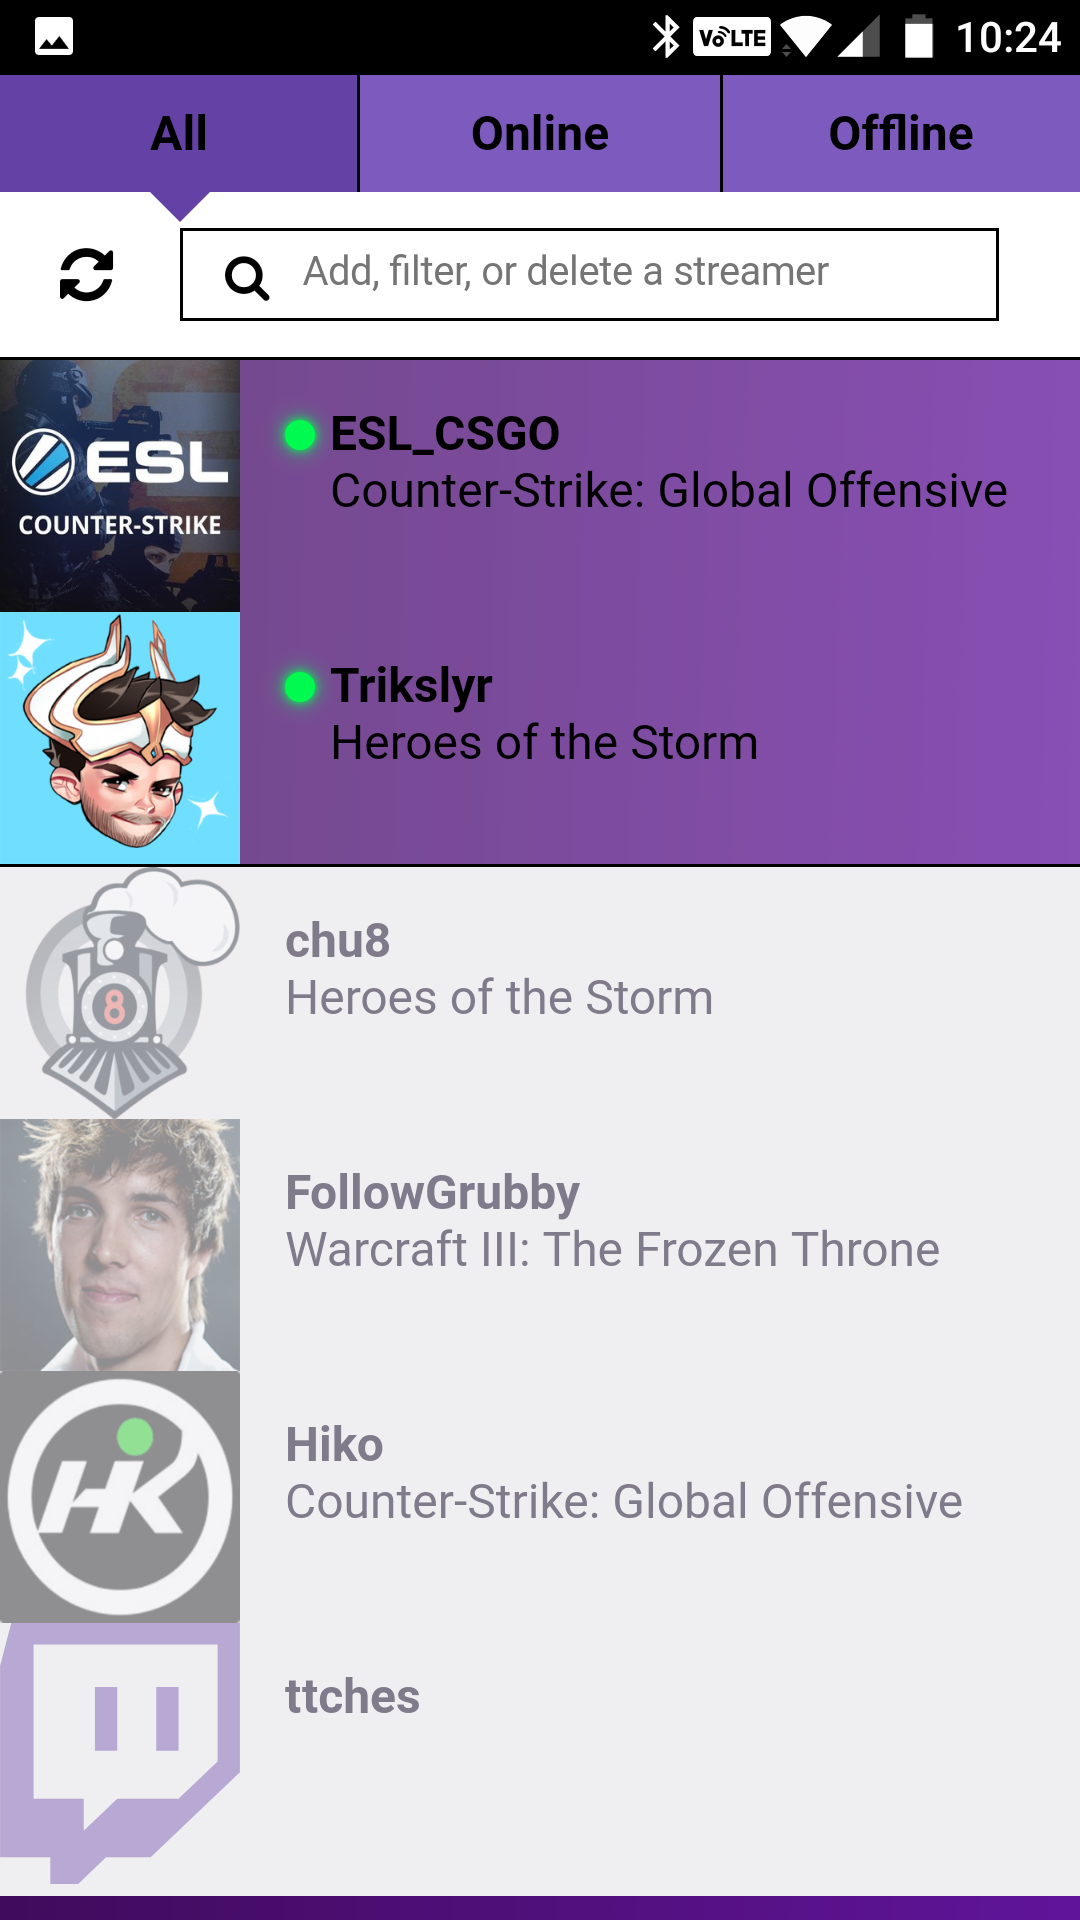 VoLTE 10:24
All Online Offline
Add, filter, or delete a streamer
ESL
COUNTER-STRIKE
ESL_CSGO
Counter-Strike: Global Offensive
Trikslyr
Heroes of the Storm
8
chu8
Heroes of the Storm
FollowGrubby
Warcraft III: The Frozen Throne
HK
Hiko
Counter-Strike: Global Offensive
ttches